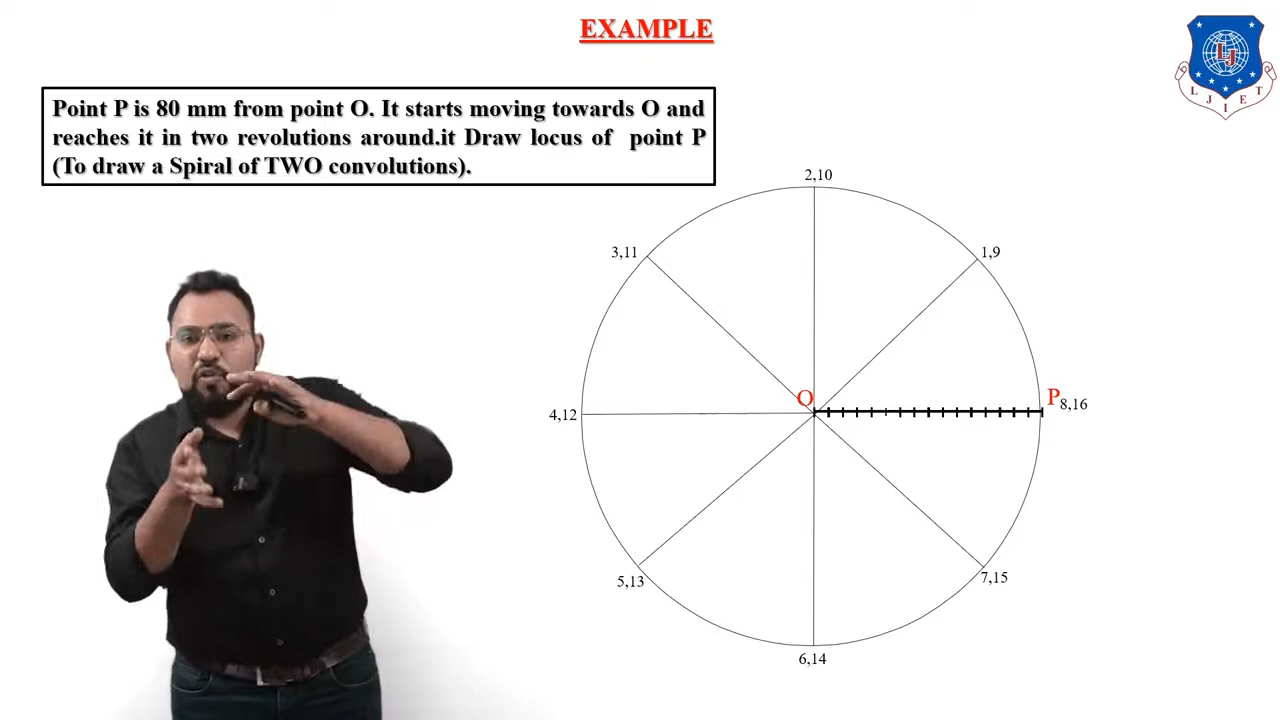 EXAMPLE
Point P is 80 mm from point O. It starts moving towards O and
reaches it in two revolutions around.it Draw locus of point P
(To draw a Spiral of TWO convolutions).
2,10
3,11
1,9
O
P
8,16
4,12
5,13
7,15
6,14
LJ
LJIET